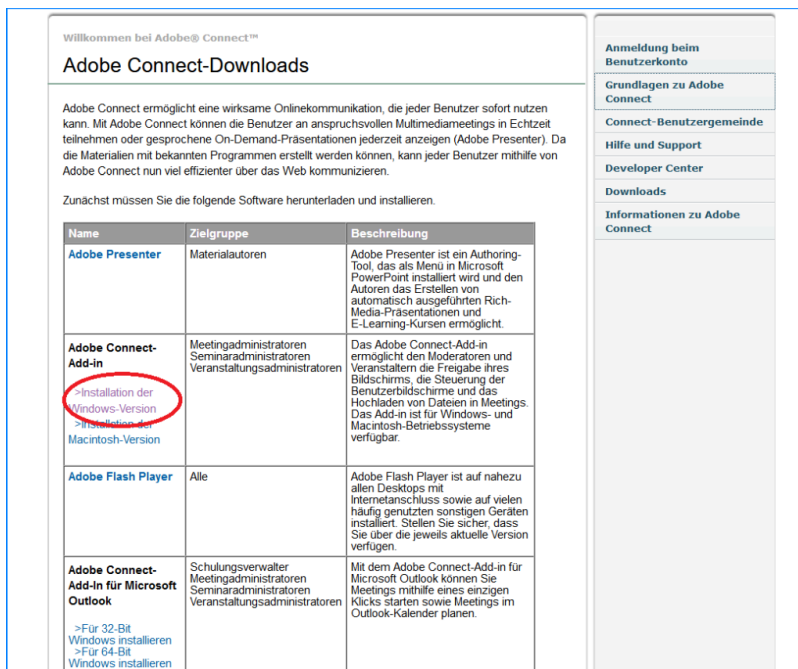 Willkommen bei Adobe® Connect™
Adobe Connect-Downloads
Adobe Connect ermöglicht eine wirksame Onlinekommunikation, die jeder Benutzer sofort nutzen
kann. Mit Adobe Connect können die Benutzer an anspruchsvollen Multimediameetings in Echtzeit
teilnehmen oder gesprochene On-Demand-Präsentationen jederzeit anzeigen (Adobe Presenter). Da
die Materialien mit bekannten Programmen erstellt werden können, kann jeder Benutzer mithilfe von
Adobe Connect nun viel effizienter über das Web kommunizieren.
Zunächst müssen Sie die folgende Software herunterladen und installieren.
Name
Zielgruppe
Beschreibung
Adobe Presenter
Materialautoren
Adobe Presenter ist ein Authoring-
Tool, das als Menü in Microsoft
PowerPoint installiert wird und den
Autoren das Erstellen von
automatisch ausgeführten Rich-
Media-Präsentationen und
E-Learning-Kursen ermöglicht.
Adobe Connect-
Add-in
>Installation der
Windows-Version
>Installation der
Macintosh-Version
Meetingadministratoren
Seminaradministratoren
Veranstaltungsadministratoren
Das Adobe Connect-Add-in
ermöglicht den Moderatoren und
Veranstaltern die Freigabe ihres
Bildschirms, die Steuerung der
Benutzerbildschirme und das
Hochladen von Dateien in Meetings.
Das Add-in ist für Windows- und
Macintosh-Betriebssysteme
verfügbar.
Adobe Flash Player
Alle
Adobe Flash Player ist auf nahezu
allen Desktops mit
Internetanschluss sowie auf vielen
häufig genutzten sonstigen Geräten
installiert. Stellen Sie sicher, dass
Sie über die jeweils aktuelle Version
verfügen.
Adobe Connect-
Add-In für Microsoft
Outlook
>Für 32-Bit
Windows installieren
>Für 64-Bit
Windows installieren
Schulungsverwalter
Meetingadministratoren
Seminaradministratoren
Veranstaltungsadministratoren
Mit dem Adobe Connect-Add-in für
Microsoft Outlook können Sie
Meetings mithilfe eines einzigen
Klicks starten sowie Meetings im
Outlook-Kalender planen.
Anmeldung beim
Benutzerkonto
Grundlagen zu Adobe
Connect
Connect-Benutzergemeinde
Hilfe und Support
Developer Center
Downloads
Informationen zu Adobe
Connect